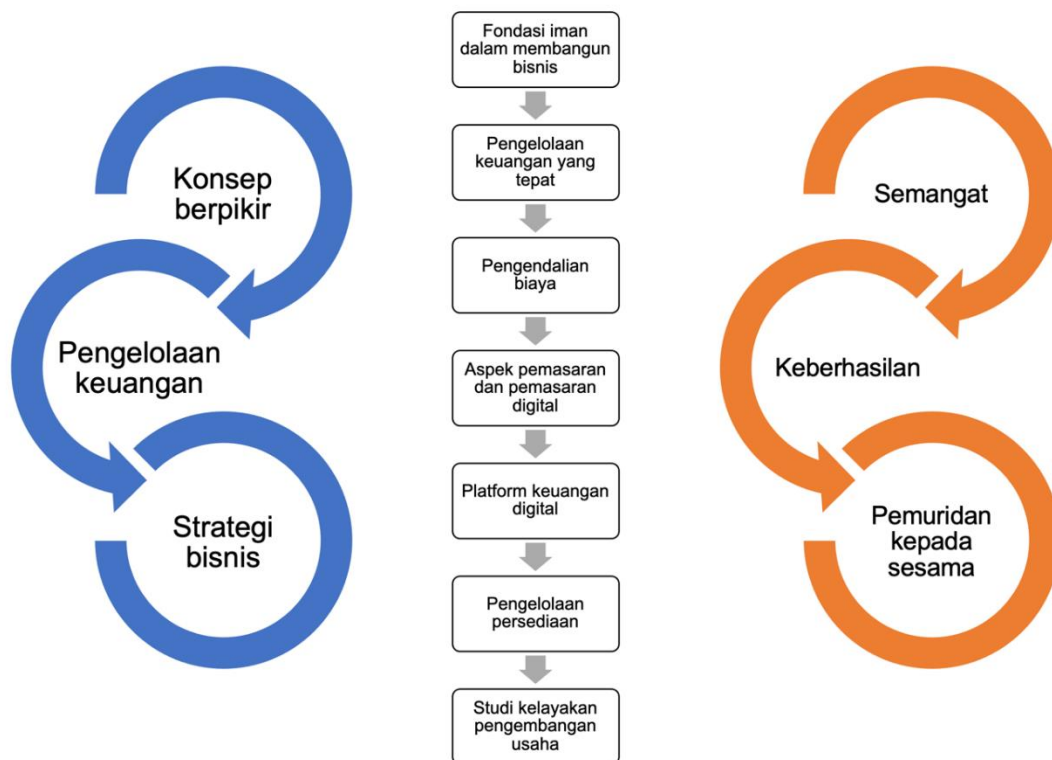 Konsep
berpikir
Pengelolaan
keuangan
Strategi
bisnis
Fondasi iman
dalam membangun
bisnis
Pengelolaan
keuangan yang
tepat
Pengendalian
biaya
Aspek pemasaran
dan pemasaran
digital
Platform keuangan
digital
Pengelolaan
persediaan
Studi kelayakan
pengembangan
usaha
Semangat
Keberhasilan
Pemuridan
kepada
sesama